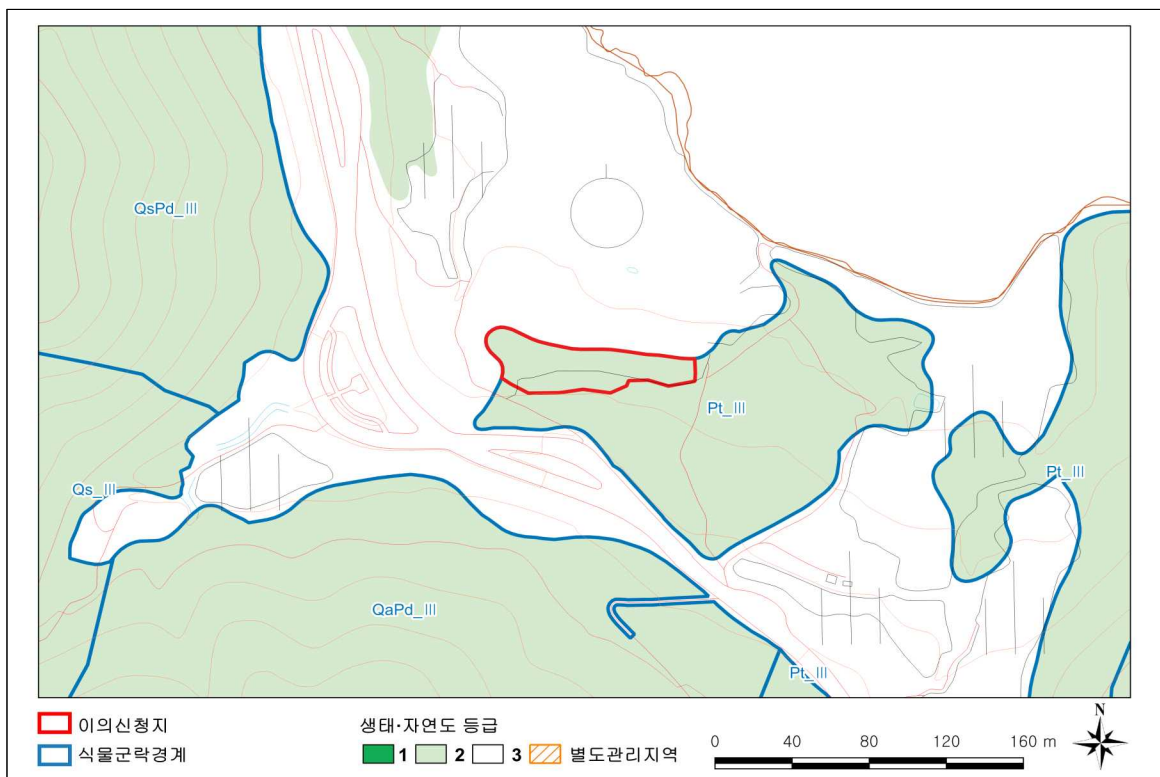 QsPd_Ⅲ
Pt_Ⅲ
Qs_Ⅲ
Pt_Ⅲ
QaPd_Ⅲ
Pt_Ⅲ
이의신청지
식물군락경계
생태·자연도 등급
1 2 3 별도관리지역
0 40 80 120 160 m
N